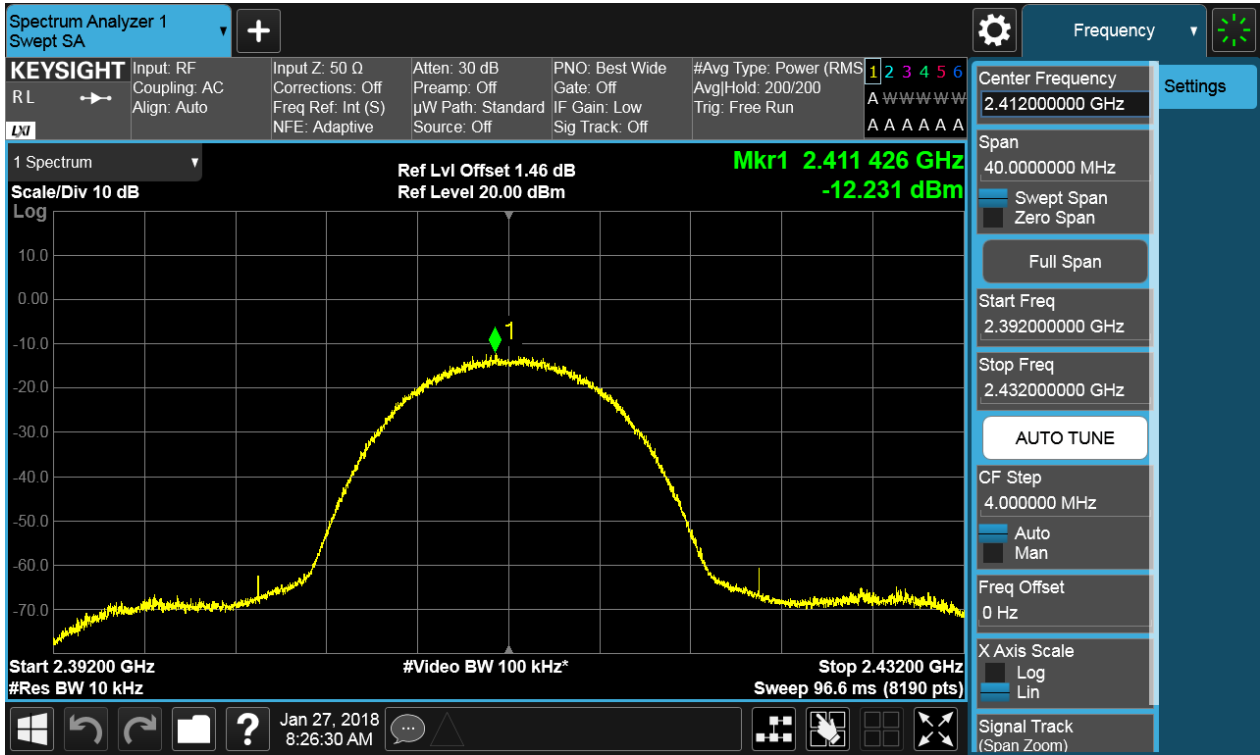 Spectrum Analyzer 1
Swept SA
+
Frequency
KEYSIGHT
R L
LXI
Input: RF
Coupling: AC
Align: Auto
Input Z: 50 Ω
Corrections: Off
Freq Ref: Int (S)
NFE: Adaptive
Atten: 30 dB
Preamp: Off
µW Path: Standard
Source: Off
PNO: Best Wide
Gate: Off
IF Gain: Low
Sig Track: Off
#Avg Type: Power (RMS
Avg|Hold: 200/200
Trig: Free Run
1 2 3 4 5 6
A W W W W W
A A A A A A
1 Spectrum
Scale/Div 10 dB
Log
Ref Lvl Offset 1.46 dB
Ref Level 20.00 dBm
Mkr1 2.411 426 GHz
-12.231 dBm
10.0
0.00
-10.0
-20.0
-30.0
-40.0
-50.0
-60.0
-70.0
1
Start 2.39200 GHz
#Res BW 10 kHz
#Video BW 100 kHz*
Stop 2.43200 GHz
Sweep 96.6 ms (8190 pts)
Center Frequency
2.412000000 GHz
Span
40.0000000 MHz
Swept Span
Zero Span
Full Span
Start Freq
2.392000000 GHz
Stop Freq
2.432000000 GHz
AUTO TUNE
CF Step
4.000000 MHz
Auto
Man
Freq Offset
0 Hz
X Axis Scale
Log
Lin
Signal Track
(Span Zoom)
Settings
?
Jan 27, 2018
8:26:30 AM